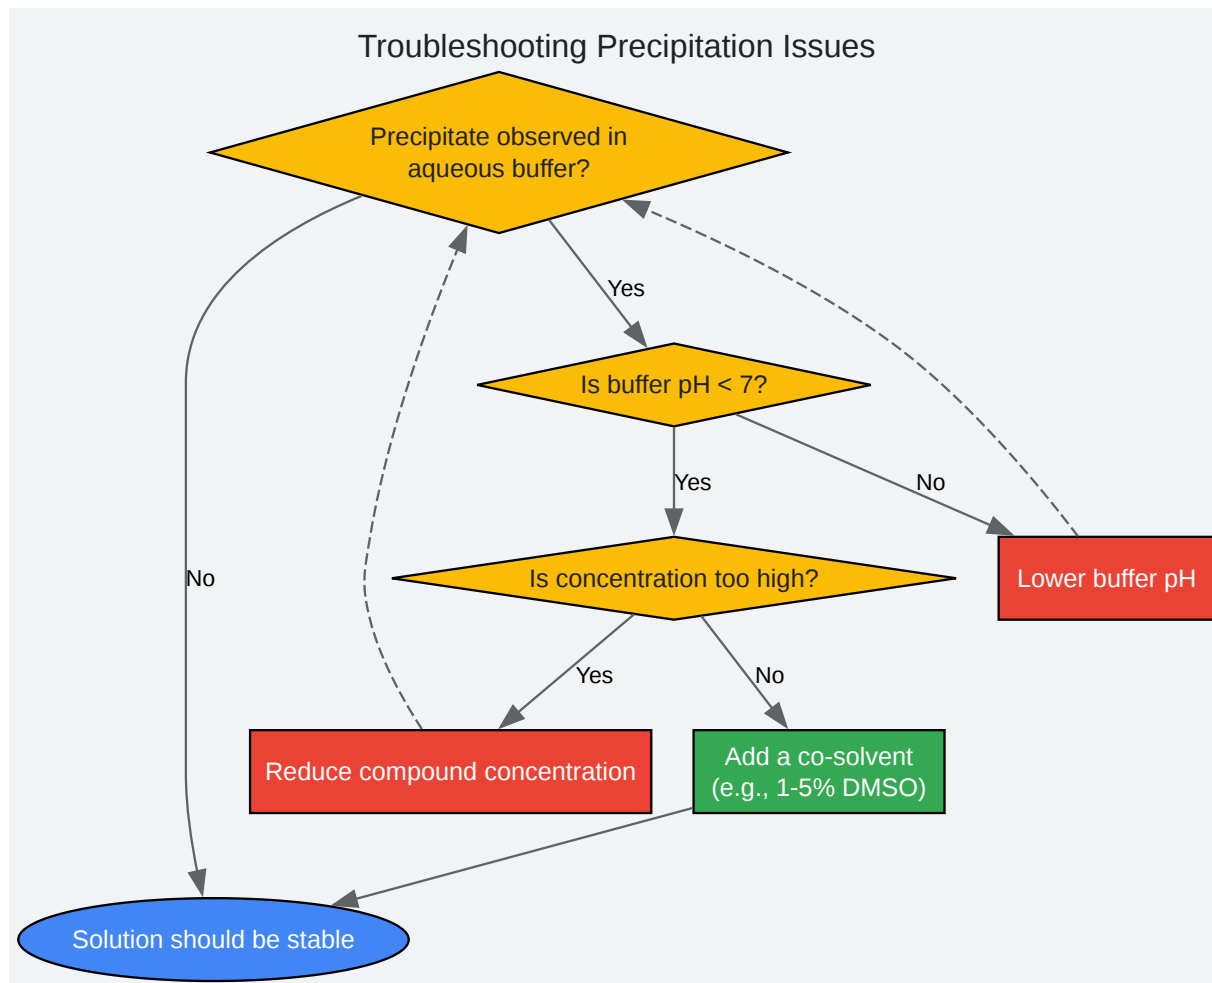 Troubleshooting Precipitation Issues
Precipitate observed in
aqueous buffer?
Yes
Is buffer pH < 7?
Yes
No
No
Is concentration too high?
Lower buffer pH
Yes
No
Reduce compound concentration
Add a co-solvent
(e.g., 1-5% DMSO)
Solution should be stable